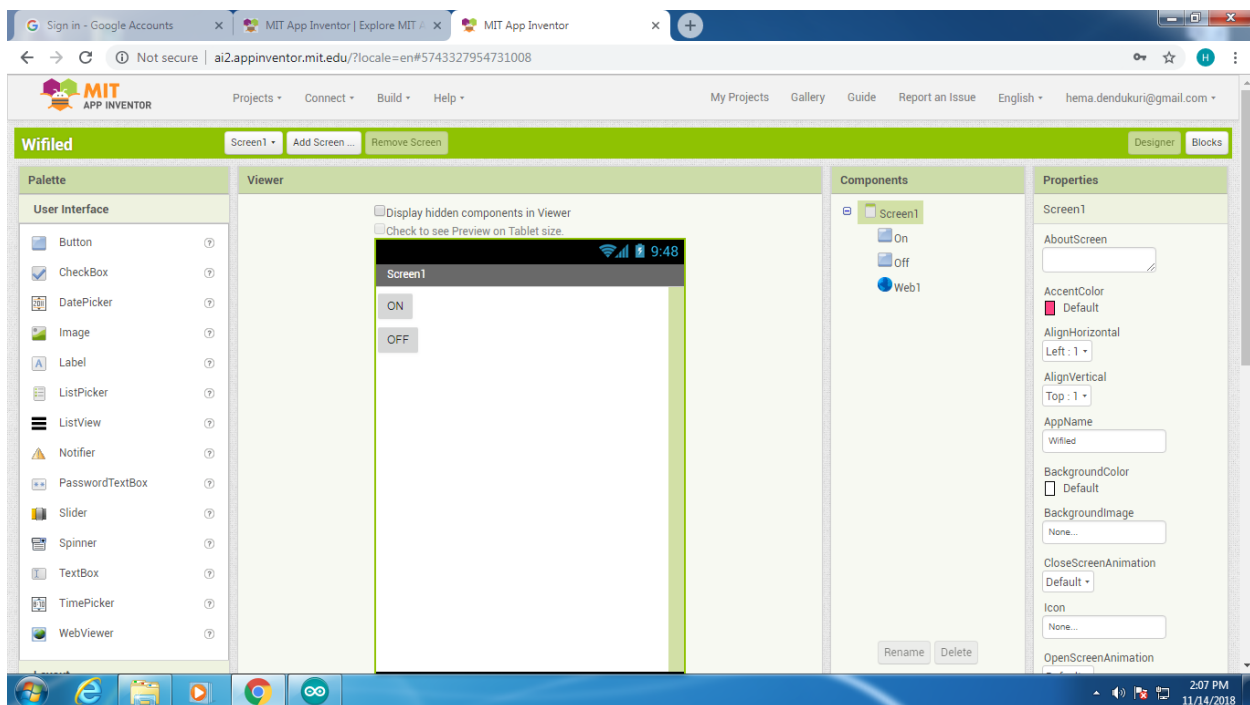 Sign in - Google Accounts
MIT App Inventor | Explore MIT A
MIT App Inventor
Not secure | ai2.appinventor.mit.edu/?locale=en#5743327954731008
H
MIT
APP INVENTOR
Projects
Connect
Build
Help
My Projects
Gallery
Guide
Report an Issue
English
hema.dendukuri@gmail.com
Wifiled
Screen1
Add Screen ...
Remove Screen
Designer
Blocks
Palette
User Interface
Button
CheckBox
DatePicker
Image
Label
ListPicker
ListView
Notifier
PasswordTextBox
Slider
Spinner
TextBox
TimePicker
WebViewer
Viewer
Display hidden components in Viewer
Check to see Preview on Tablet size.
9:48
Screen1
ON
OFF
Components
Screen1
On
Off
Web1
Rename
Delete
Properties
Screen1
AboutScreen
AccentColor
Default
AlignHorizontal
Left : 1
AlignVertical
Top : 1
AppName
Wifiled
BackgroundColor
Default
BackgroundImage
None...
CloseScreenAnimation
Default
Icon
None...
OpenScreenAnimation
2:07 PM
11/14/2018